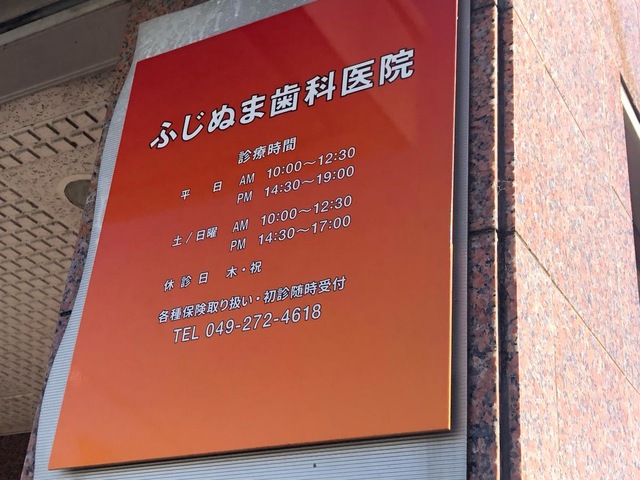 ふじぬま歯科医院
診療時間
平 日 AM 10:00～12:30
PM 14:30～19:00
土/日曜 AM 10:00～12:30
PM 14:30～17:00
休診日 木・祝
各種保険取り扱い・初診随時受付
TEL 049-272-4618